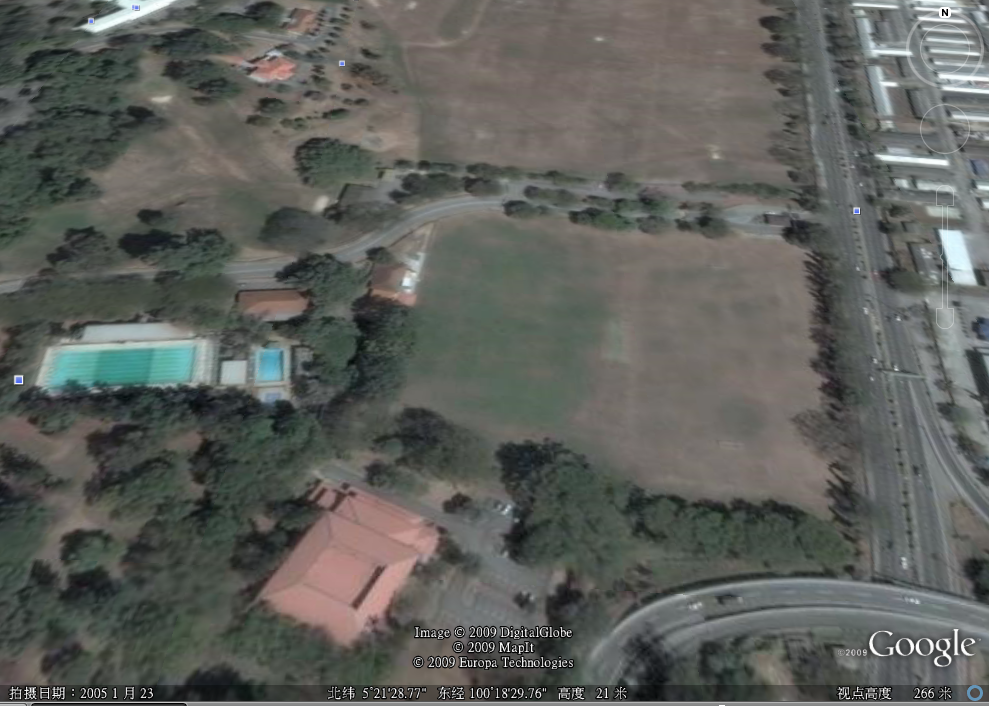 N
Image © 2009 DigitalGlobe
© 2009 MapIt
© 2009 Europa Technologies
©2009 Google
拍摄日期：2005 1 月 23
北纬 5°21'28.77" 东经 100°18'29.76" 高度 21 米
视点高度 266 米